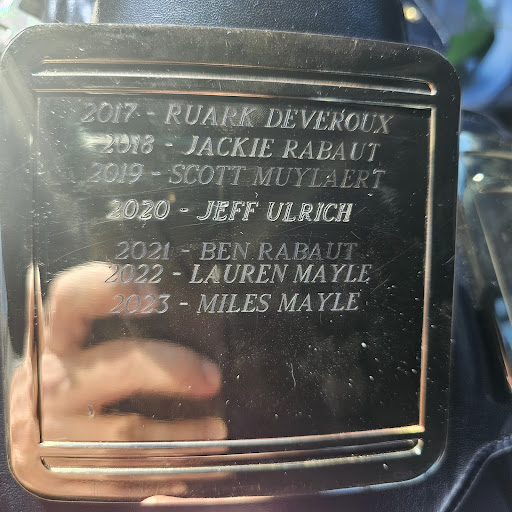 2017 - RUARK DEVEROUX
2018 - JACKIE RABAUT
2019 - SCOTT MUYLAERT
2020 - JEFF ULRICH
2021 - BEN RABAUT
2022 - LAUREN MAYLE
2023 - MILES MAYLE